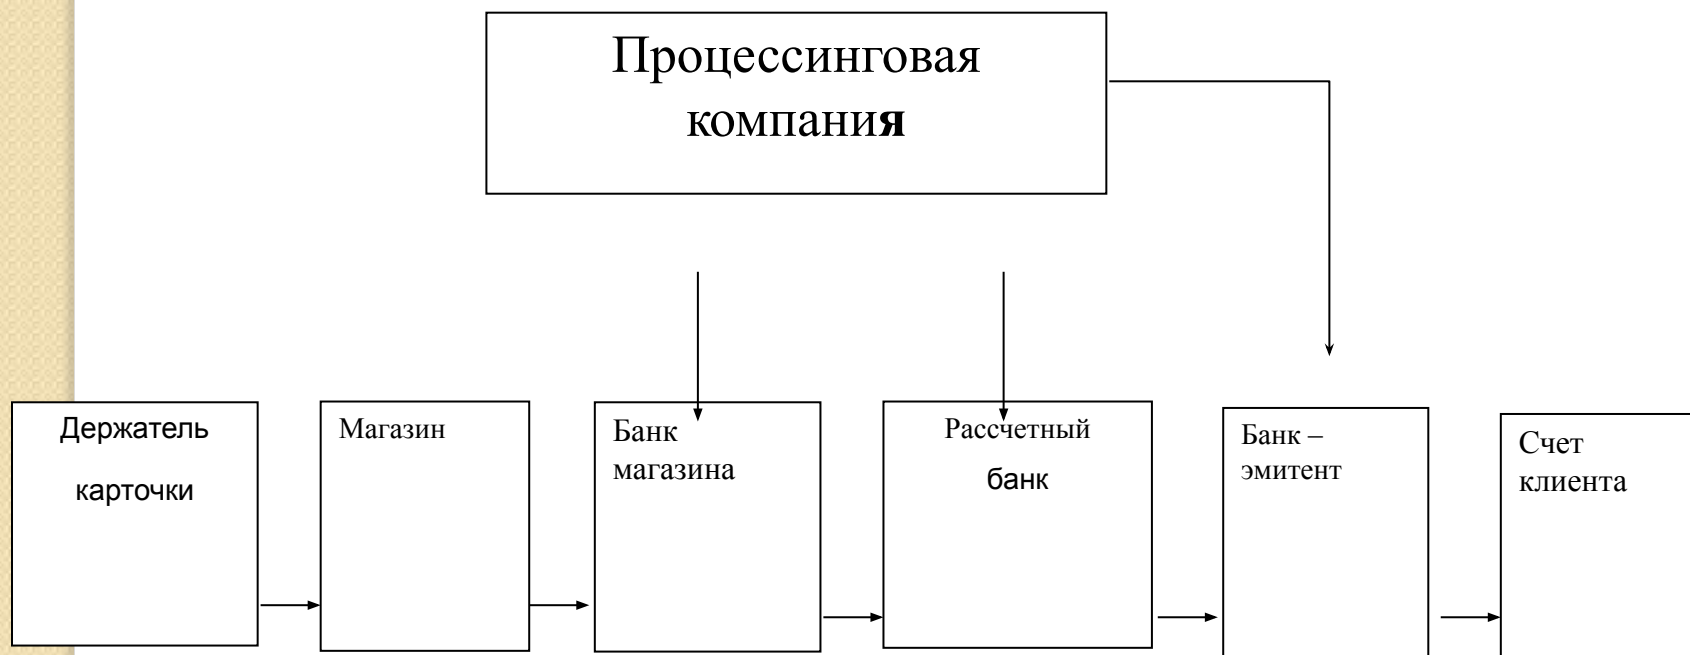 Процессинговая
компания
Держатель
карточки
Магазин
Банк
магазина
Рассчетный
банк
Банк –
эмитент
Счет
клиента